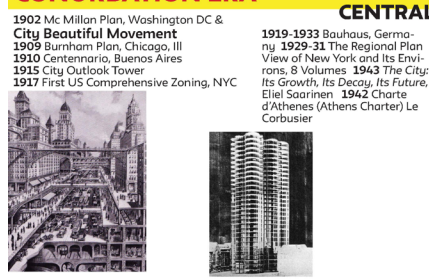 CONURBATION ERA
CENTRAL
1902 Mc Millan Plan, Washington DC &
City Beautiful Movement
1909 Burnham Plan, Chicago, Ill
1910 Centennario, Buenos Aires
1915 City Outlook Tower
1917 First US Comprehensive Zoning, NYC
1919-1933 Bauhaus, Germa-
ny 1929-31 The Regional Plan
View of New York and Its Envi-
rons, 8 Volumes 1943 The City:
Its Growth, Its Decay, Its Future,
Eliel Saarinen 1942 Charte
d'Athenes (Athens Charter) Le
Corbusier